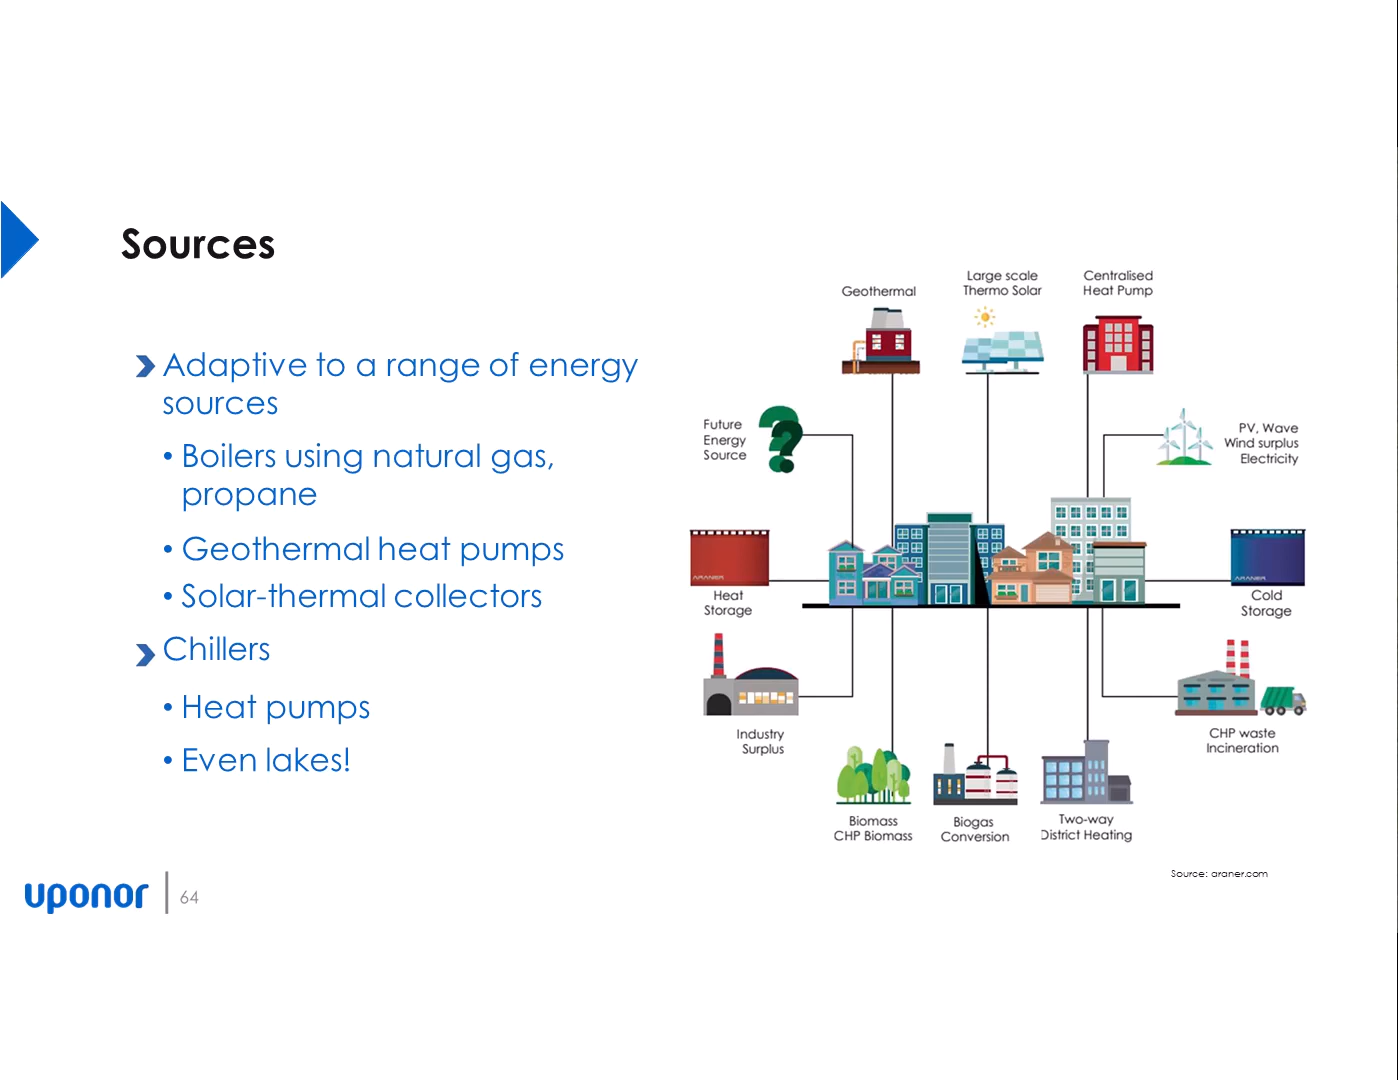 Sources
Adaptive to a range of energy
sources
• Boilers using natural gas,
propane
• Geothermal heat pumps
• Solar-thermal collectors
Chillers
• Heat pumps
• Even lakes!
Geothermal
Large scale
Thermo Solar
Centralised
Heat Pump
Future
Energy
Source
PV, Wave
Wind surplus
Electricity
ARANER
Heat
Storage
ARANER
Cold
Storage
Industry
Surplus
CHP waste
Incineration
Biomass
CHP Biomass
Biogas
Conversion
Two-way
District Heating
Source: araner.com
uponor
64